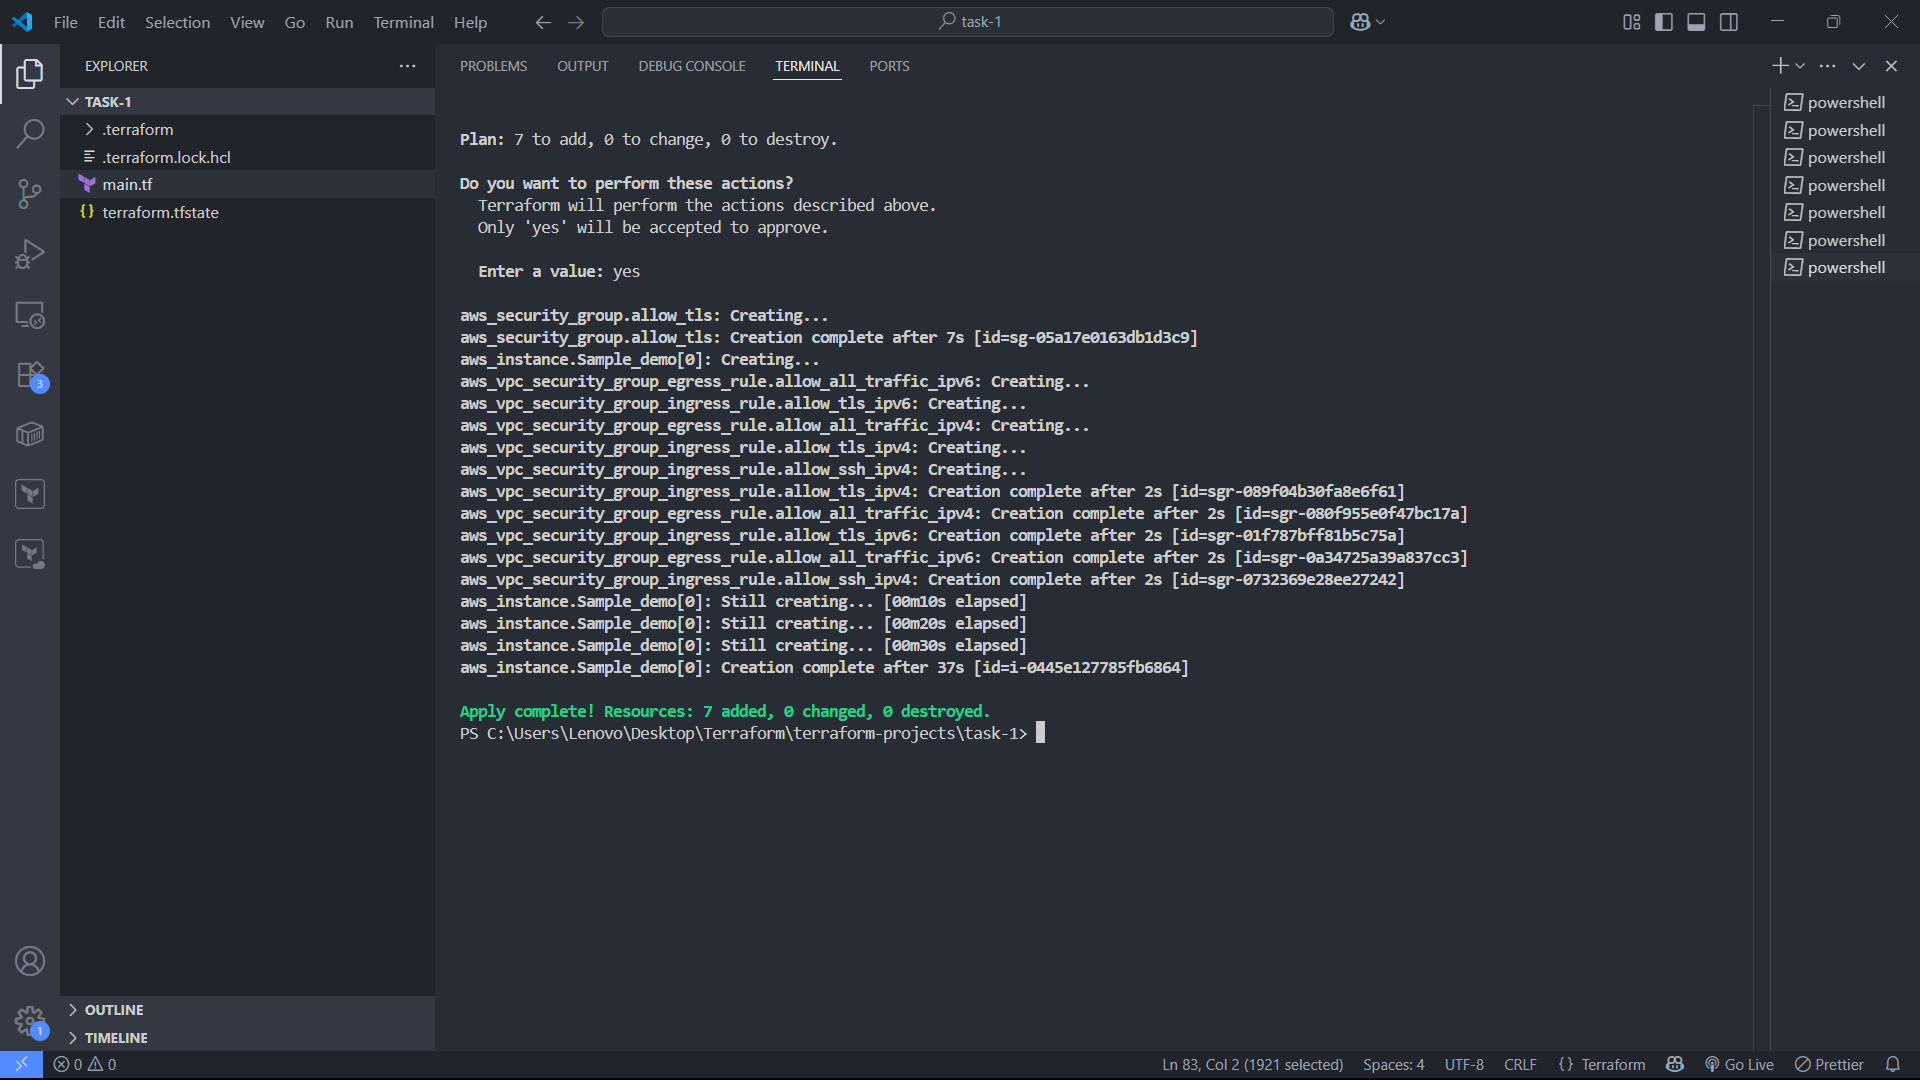 File Edit Selection View Go Run Terminal Help
task-1
EXPLORER
TASK-1
.terraform
.terraform.lock.hcl
main.tf
terraform.tfstate
3
1
OUTLINE
TIMELINE
PROBLEMS OUTPUT DEBUG CONSOLE TERMINAL PORTS
Plan: 7 to add, 0 to change, 0 to destroy.
Do you want to perform these actions?
Terraform will perform the actions described above.
Only 'yes' will be accepted to approve.
Enter a value: yes
aws_security_group.allow_tls: Creating...
aws_security_group.allow_tls: Creation complete after 7s [id=sg-05a17e0163db1d3c9]
aws_instance.Sample_demo[0]: Creating...
aws_vpc_security_group_egress_rule.allow_all_traffic_ipv6: Creating...
aws_vpc_security_group_ingress_rule.allow_tls_ipv6: Creating...
aws_vpc_security_group_egress_rule.allow_all_traffic_ipv4: Creating...
aws_vpc_security_group_ingress_rule.allow_tls_ipv4: Creating...
aws_vpc_security_group_ingress_rule.allow_ssh_ipv4: Creating...
aws_vpc_security_group_ingress_rule.allow_tls_ipv4: Creation complete after 2s [id=sgr-089f04b30fa8e6f61]
aws_vpc_security_group_egress_rule.allow_all_traffic_ipv4: Creation complete after 2s [id=sgr-080f955e0f47bc17a]
aws_vpc_security_group_ingress_rule.allow_tls_ipv6: Creation complete after 2s [id=sgr-01f787bff81b5c75a]
aws_vpc_security_group_egress_rule.allow_all_traffic_ipv6: Creation complete after 2s [id=sgr-0a34725a39a837cc3]
aws_vpc_security_group_ingress_rule.allow_ssh_ipv4: Creation complete after 2s [id=sgr-0732369e28ee27242]
aws_instance.Sample_demo[0]: Still creating... [00m10s elapsed]
aws_instance.Sample_demo[0]: Still creating... [00m20s elapsed]
aws_instance.Sample_demo[0]: Still creating... [00m30s elapsed]
aws_instance.Sample_demo[0]: Creation complete after 37s [id=i-0445e127785fb6864]
Apply complete! Resources: 7 added, 0 changed, 0 destroyed.
PS C:\Users\Lenovo\Desktop\Terraform\terraform-projects\task-1>
powershell
powershell
powershell
powershell
powershell
powershell
powershell
0 0
Ln 83, Col 2 (1921 selected) Spaces: 4 UTF-8 CRLF {} Terraform Go Live Prettier